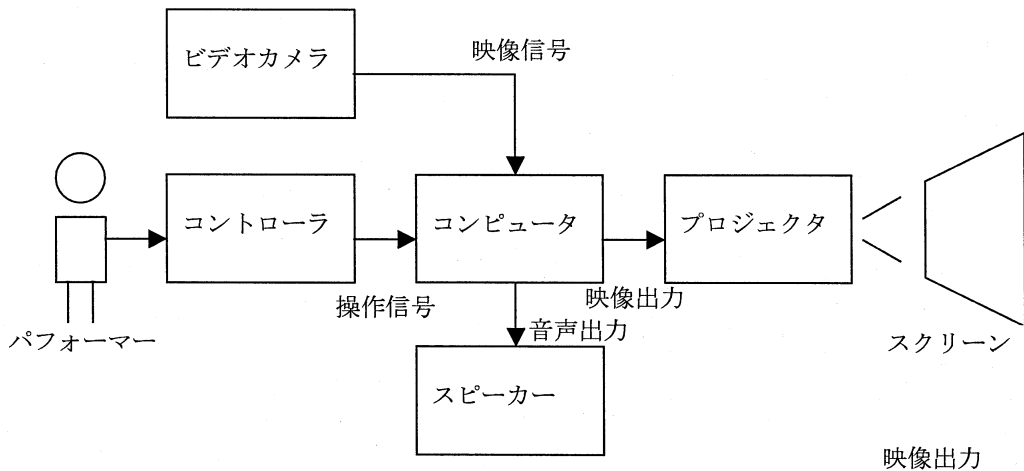 映像信号
ビデオカメラ
コントローラ
コンピュータ
プロジェクタ
操作信号
映像出力
音声出力
パフォーマー
スクリーン
スピーカー
映像出力